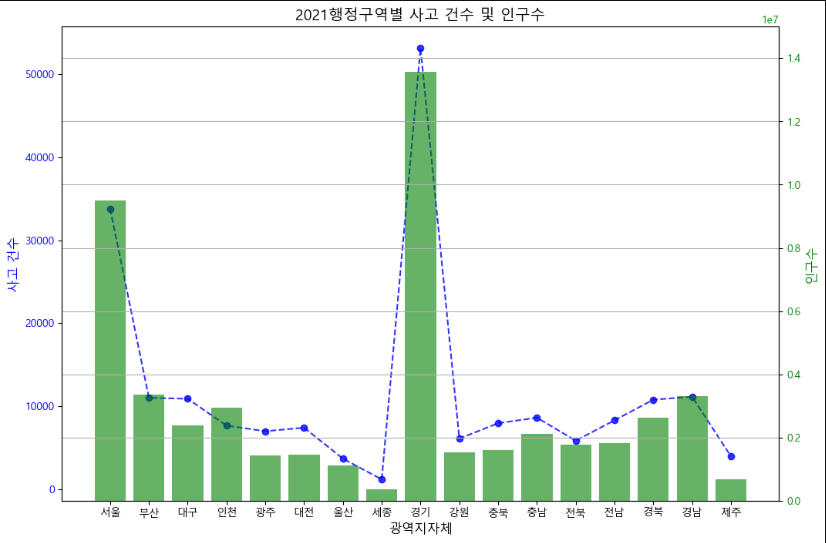 2021행정구역별 사고 건수 및 인구수
1e7
50000
40000
30000
20000
10000
0
사고 건수
1.4
1.2
1.0
0.8
0.6
0.4
0.2
0.0
인구수
서울 부산 대구 인천 광주 대전 울산 세종 경기 강원 충북 충남 전북 전남 경북 경남 제주
광역지자체